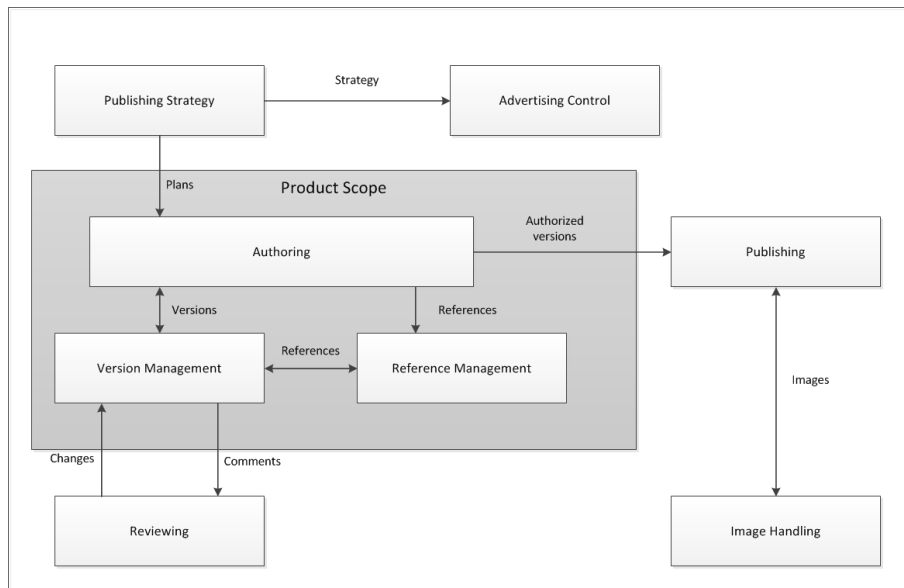 Strategy
Publishing Strategy
Advertising Control
Plans
Product Scope
Authorized
versions
Authoring
Publishing
Versions
References
References
Version Management
Reference Management
Images
Changes
Comments
Reviewing
Image Handling